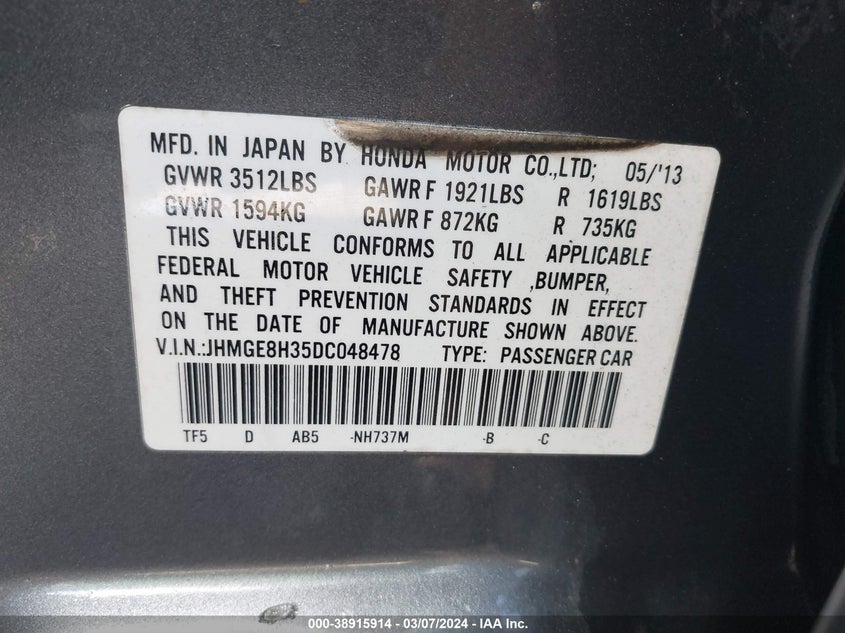 MFD. IN JAPAN BY HONDA MOTOR CO.,LTD; 05/'13
GVWR 3512LBS GAWR F 1921LBS R 1619LBS
GVWR 1594KG GAWR F 872KG R 735KG
THIS VEHICLE CONFORMS TO ALL APPLICABLE
FEDERAL MOTOR VEHICLE SAFETY ,BUMPER,
AND THEFT PREVENTION STANDARDS IN EFFECT
ON THE DATE OF MANUFACTURE SHOWN ABOVE.
V.I.N.:JHMGE8H35DC048478 TYPE: PASSENGER CAR
TF5 D AB5 -NH737M -B -C
000-38915914 - 03/07/2024 - IAA Inc.